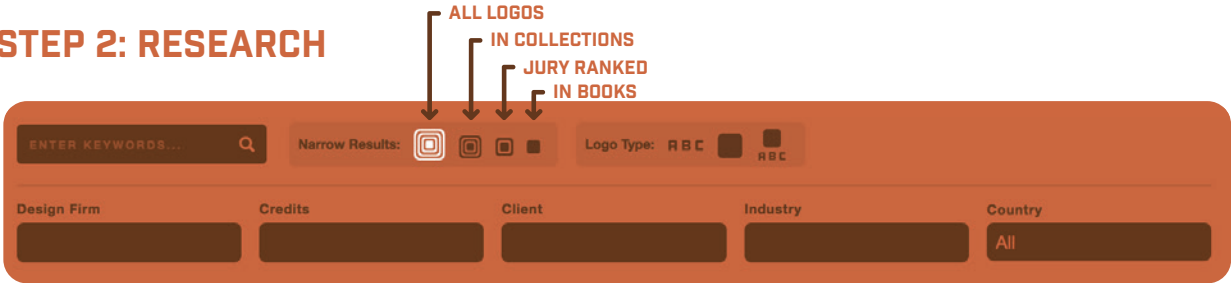 ALL LOGOS
STEP 2: RESEARCH
IN COLLECTIONS
JURY RANKED
IN BOOKS
ENTER KEYWORDS...
Narrow Results:
Logo Type: ABC
ABC
Design Firm Credits Client Industry Country
All